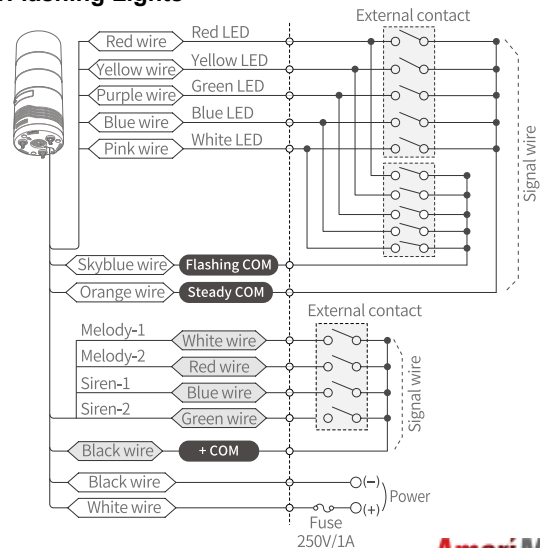 External contact
Red wire Red LED
Yellow wire Yellow LED
Purple wire Green LED
Blue wire Blue LED
Pink wire White LED
Signal wire
Skyblue wire Flashing COM
Orange wire Steady COM
External contact
Melody-1 White wire
Melody-2 Red wire
Siren-1 Blue wire
Siren-2 Green wire
Signal wire
Black wire + COM
Black wire (−)
Power
White wire (+)
Fuse
250V/1A